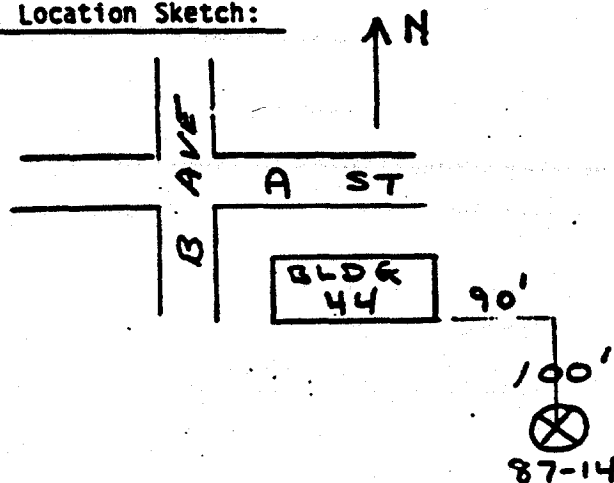 Location Sketch:
N
B AVE
A ST
BLDG
44
90'
100'
87-14